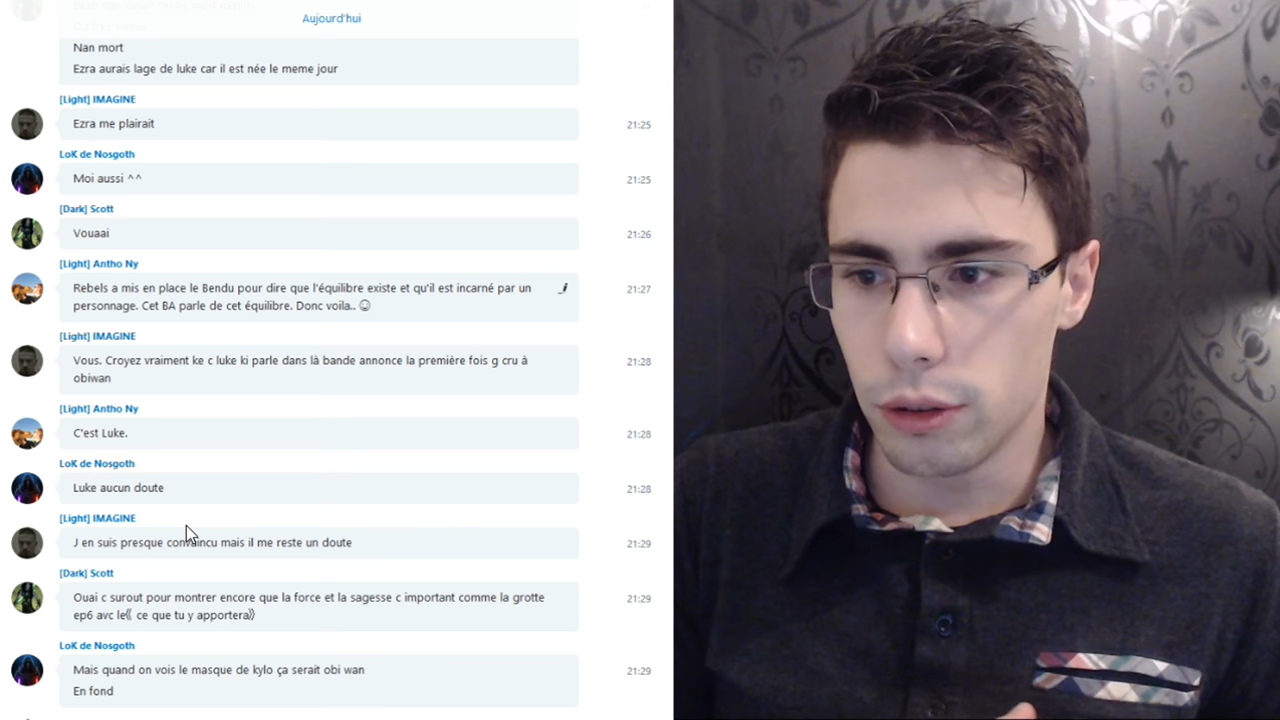 Aujourd'hui
Nan mort
Ezra aurais lage de luke car il est née le meme jour
[Light] IMAGINE
Ezra me plairait
21:25
LoK de Nosgoth
Moi aussi ^^
21:25
[Dark] Scott
Vouaai
21:26
[Light] Antho Ny
Rebels a mis en place le Bendu pour dire que l'équilibre existe et qu'il est incarné par un
personnage. Cet BA parle de cet équilibre. Donc voila.. ☺
21:27
[Light] IMAGINE
Vous. Croyez vraiment ke c luke ki parle dans là bande annonce la première fois g cru à
obiwan
21:28
[Light] Antho Ny
C'est Luke.
21:28
LoK de Nosgoth
Luke aucun doute
21:28
[Light] IMAGINE
J en suis presque convaincu mais il me reste un doute
21:29
[Dark] Scott
Ouai c surout pour montrer encore que la force et la sagesse c important comme la grotte
ep6 avc le⟪ ce que tu y apportera⟫
21:29
LoK de Nosgoth
Mais quand on vois le masque de kylo ça serait obi wan
21:29
En fond